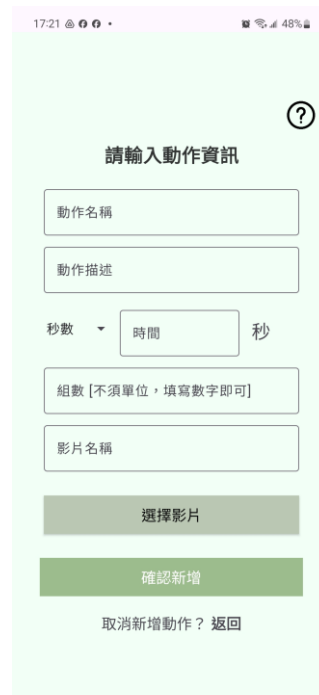 17:21 48%
?
請輸入動作資訊
動作名稱
動作描述
秒數 時間 秒
組數 [不須單位，填寫數字即可]
影片名稱
選擇影片
確認新增
取消新增動作？ 返回